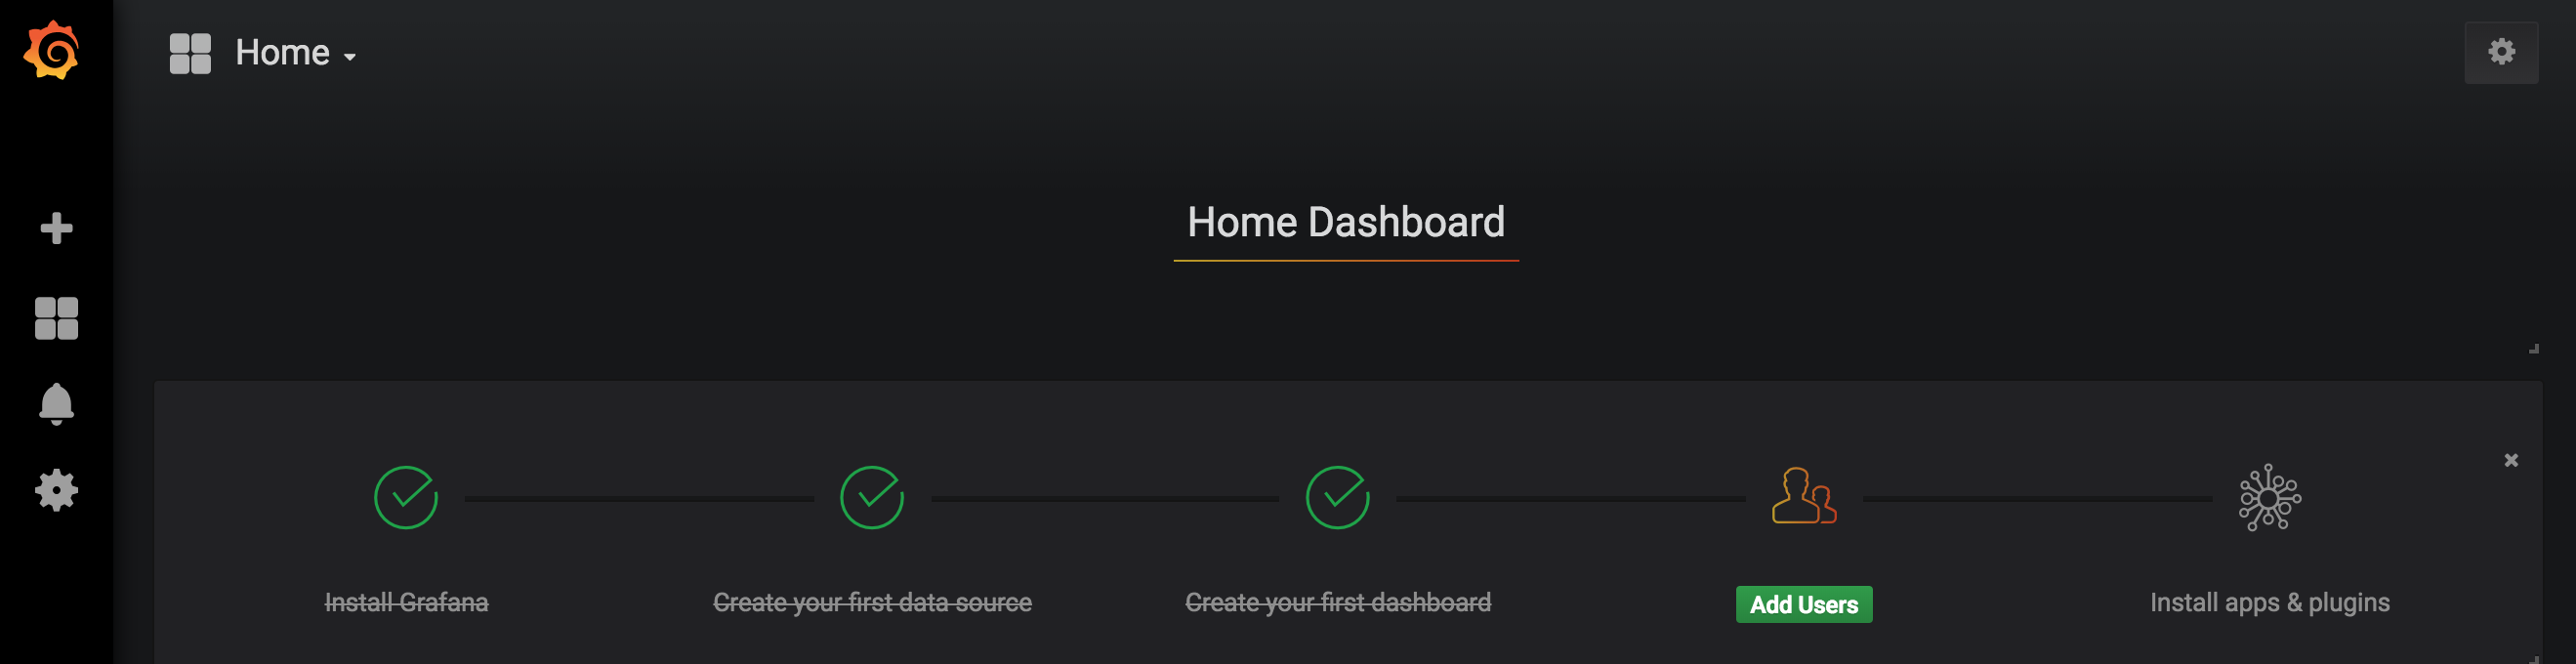 Home
Home Dashboard
Install Grafana
Create your first data source
Create your first dashboard
Add Users
Install apps & plugins